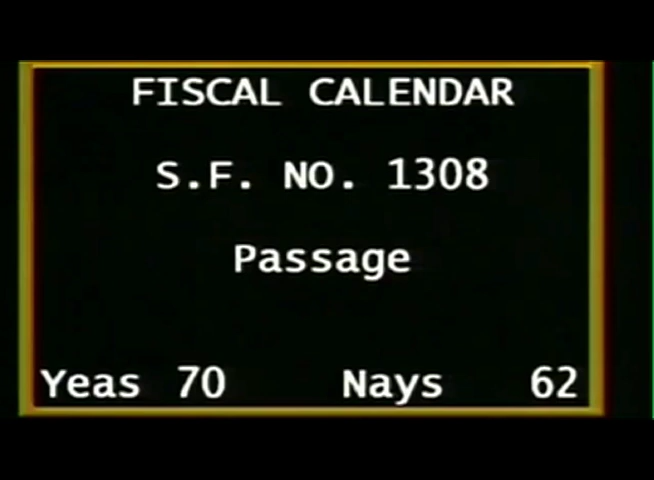 FISCAL CALENDAR
S.F. NO. 1308
Passage
Yeas 70 Nays 62